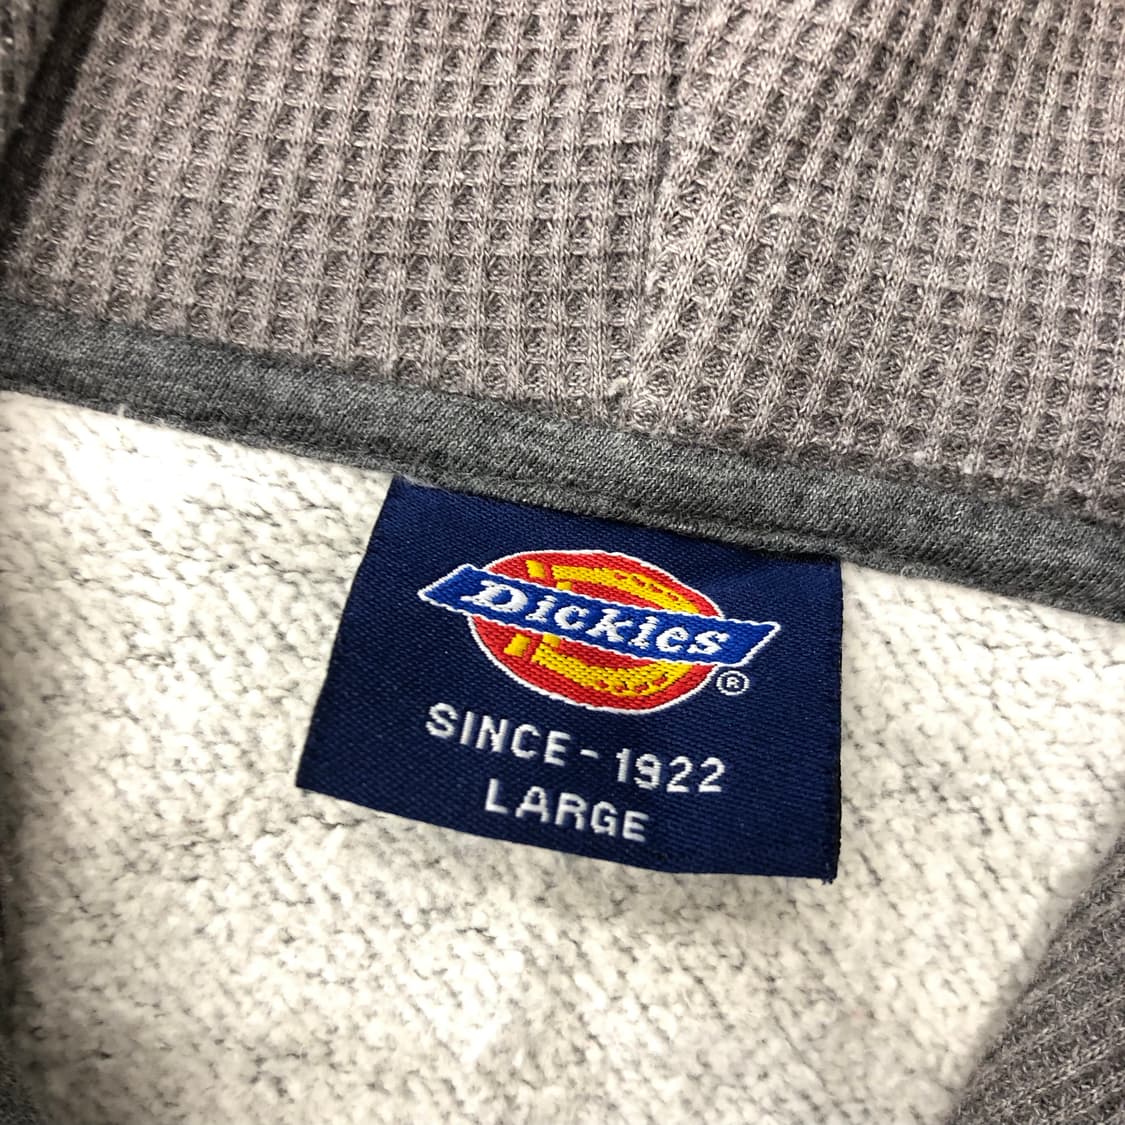 Dickies
®
SINCE - 1922
LARGE